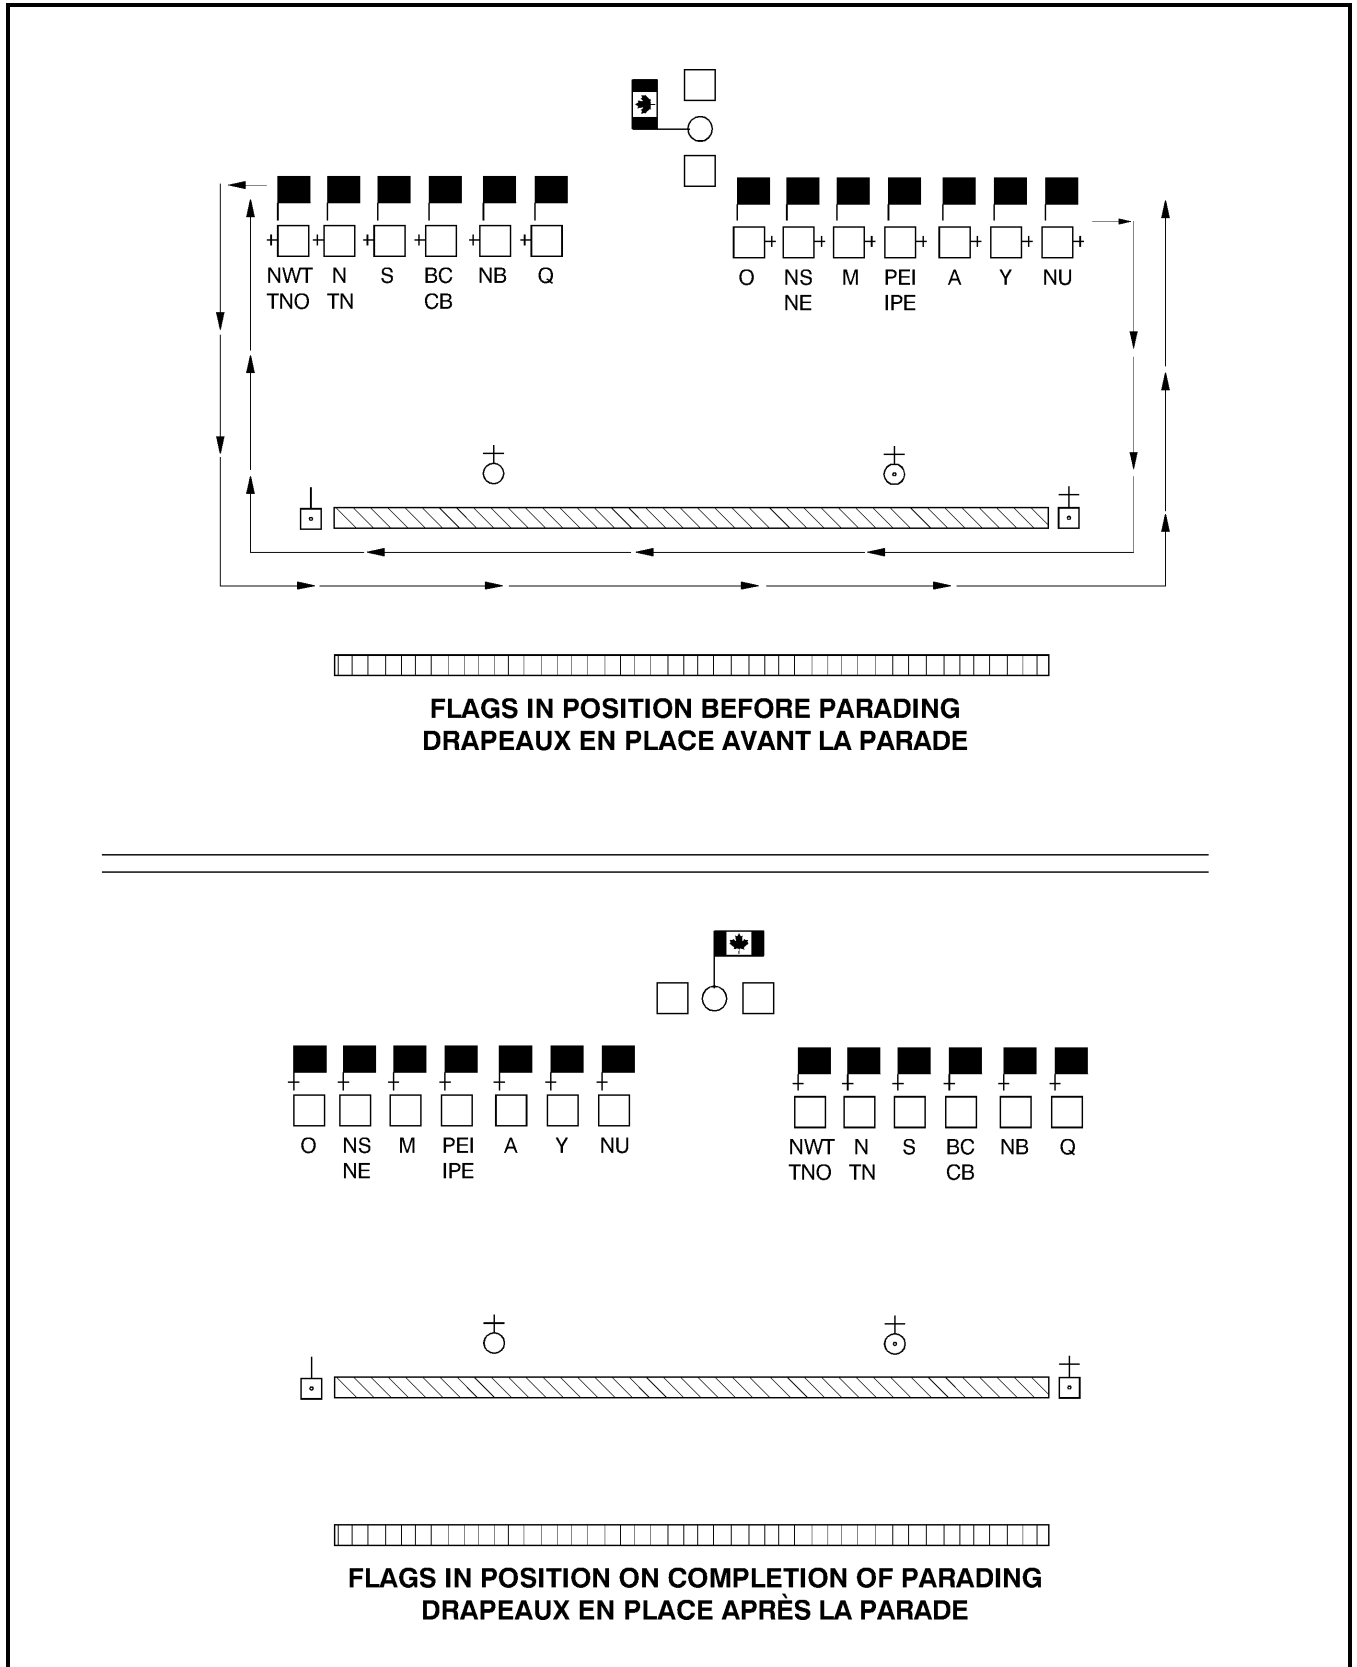 NWT N S BC NB Q O NS M PEI A Y NU
TNO TN CB NE IPE
FLAGS IN POSITION BEFORE PARADING
DRAPEAUX EN PLACE AVANT LA PARADE
O NS M PEI A Y NU NWT N S BC NB Q
NE IPE TNO TN CB
FLAGS IN POSITION ON COMPLETION OF PARADING
DRAPEAUX EN PLACE APRÈS LA PARADE